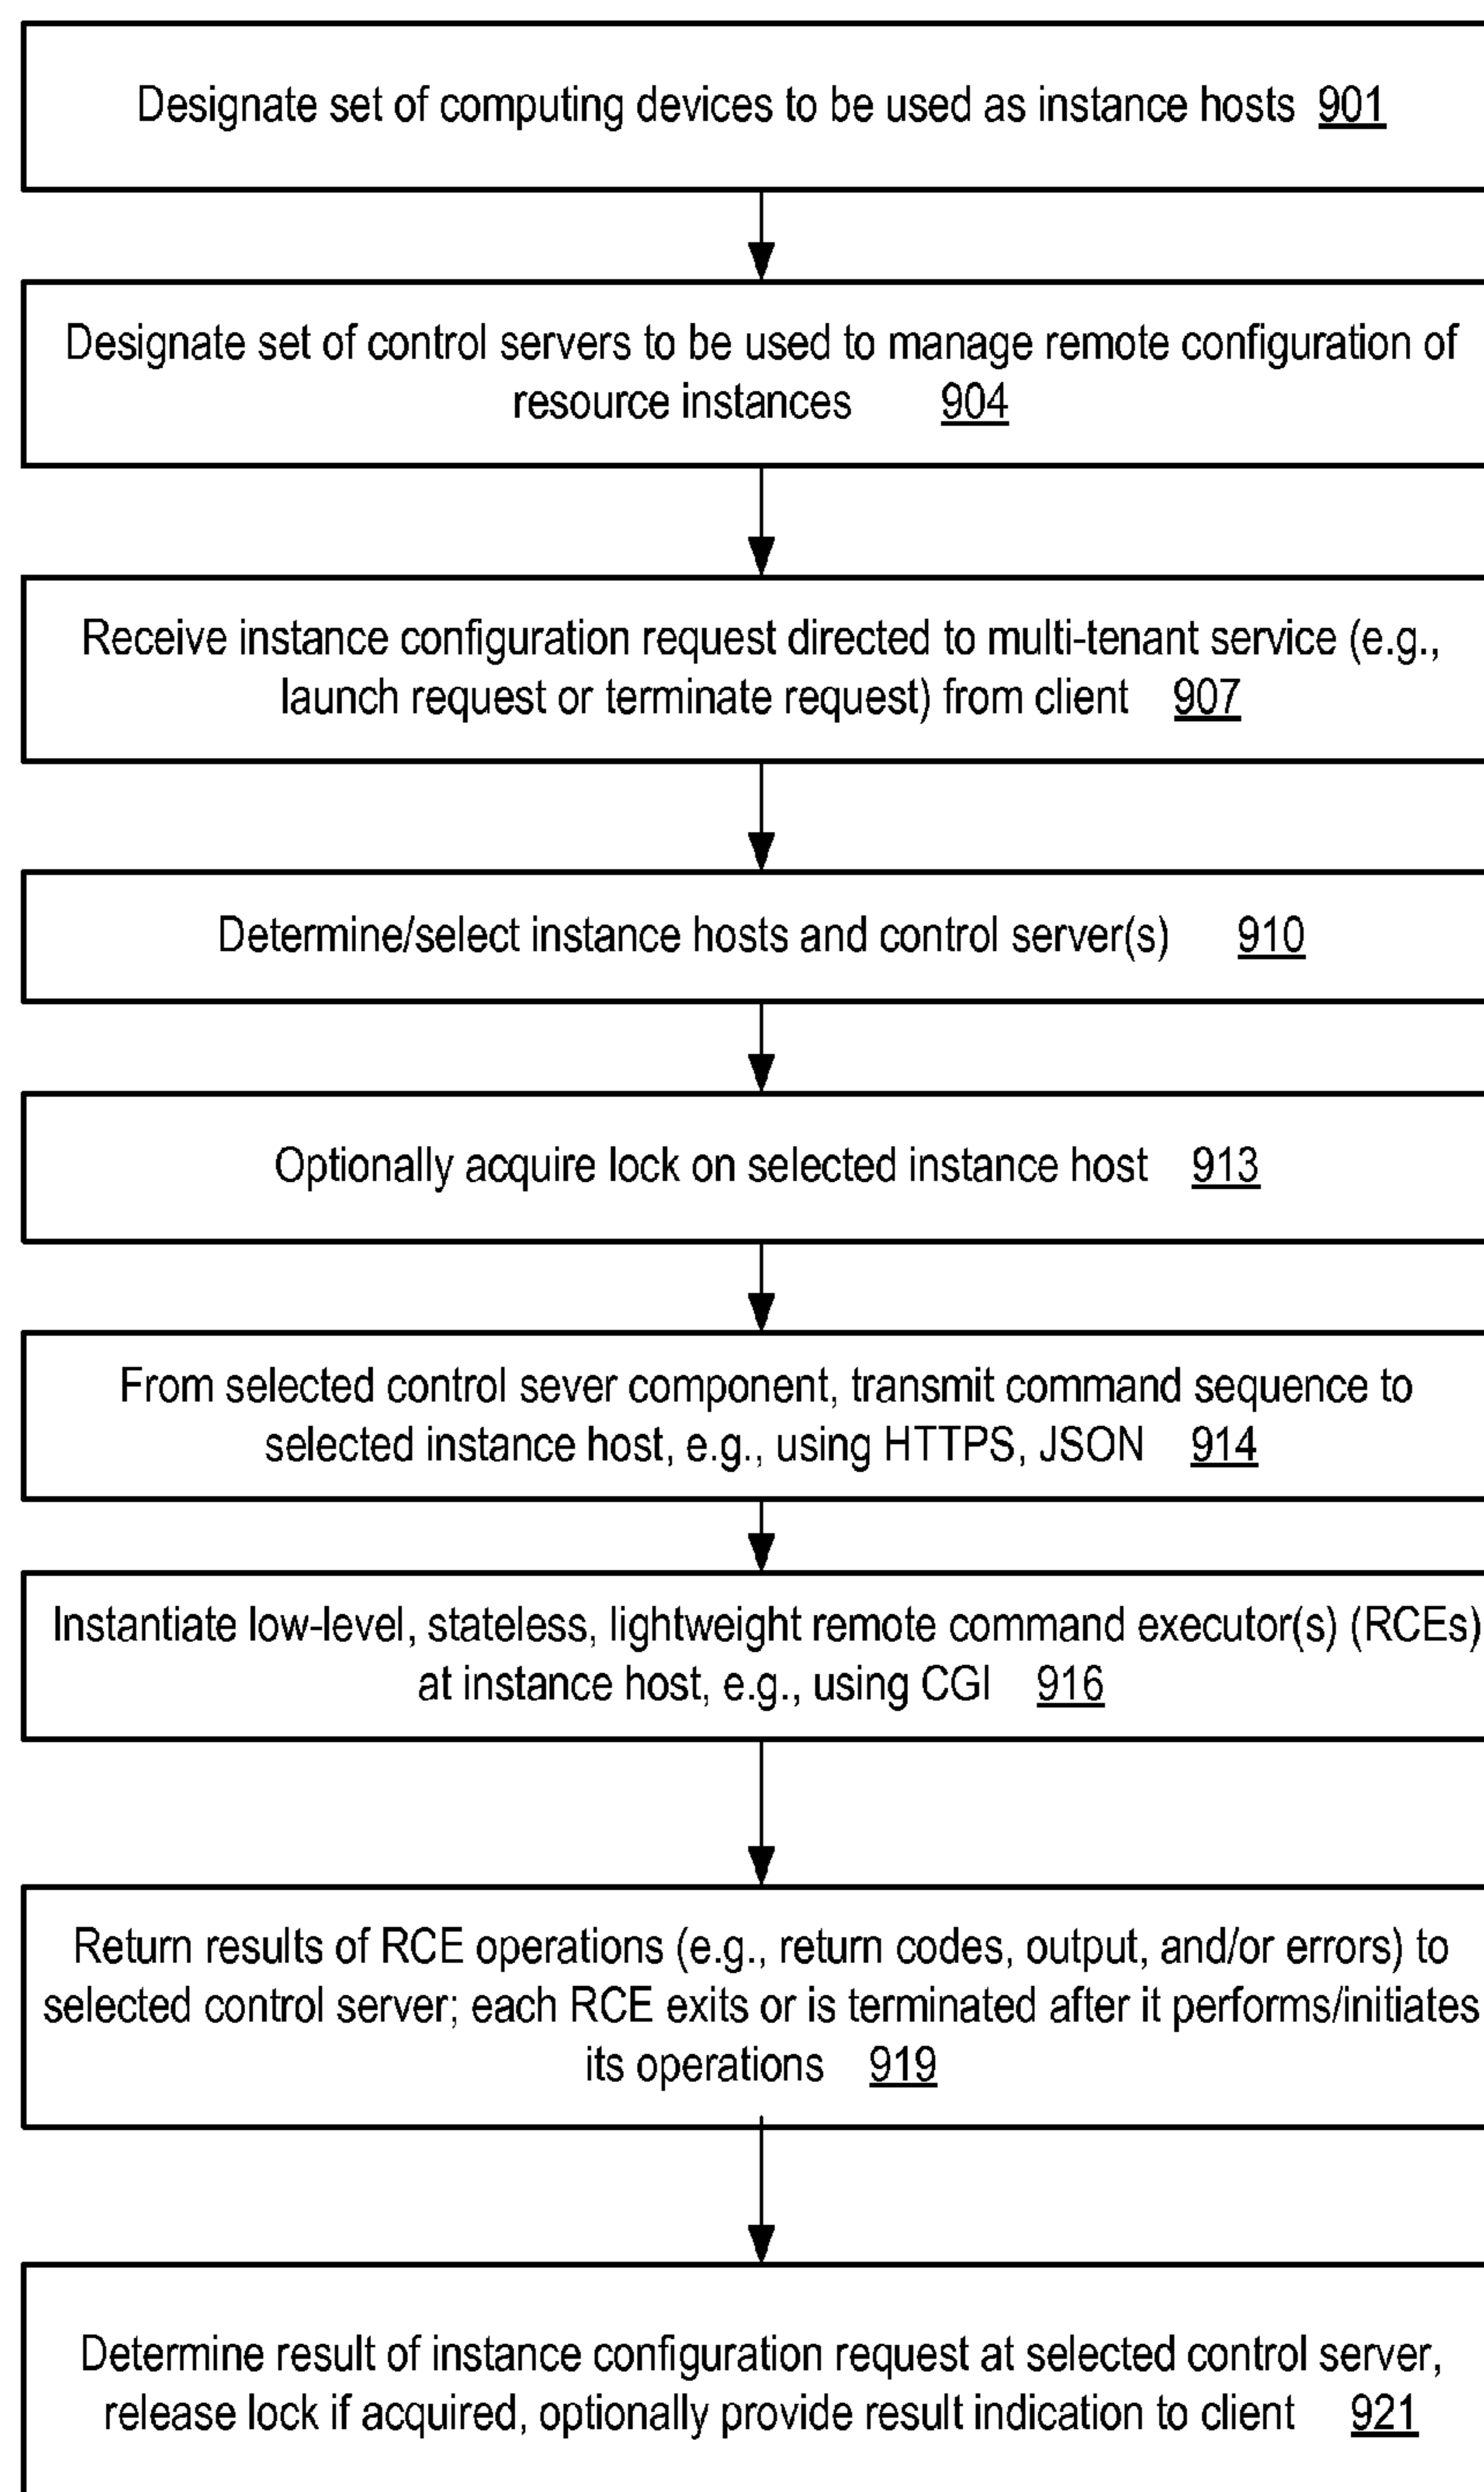 Designate set of computing devices to be used as instance hosts 901
Designate set of control servers to be used to manage remote configuration of
resource instances 904
Receive instance configuration request directed to multi-tenant service (e.g.,
launch request or terminate request) from client 907
Determine/select instance hosts and control server(s) 910
Optionally acquire lock on selected instance host 913
From selected control sever component, transmit command sequence to
selected instance host, e.g., using HTTPS, JSON 914
Instantiate low-level, stateless, lightweight remote command executor(s) (RCEs)
at instance host, e.g., using CGI 916
Return results of RCE operations (e.g., return codes, output, and/or errors) to
selected control server; each RCE exits or is terminated after it performs/initiates
its operations 919
Determine result of instance configuration request at selected control server,
release lock if acquired, optionally provide result indication to client 921